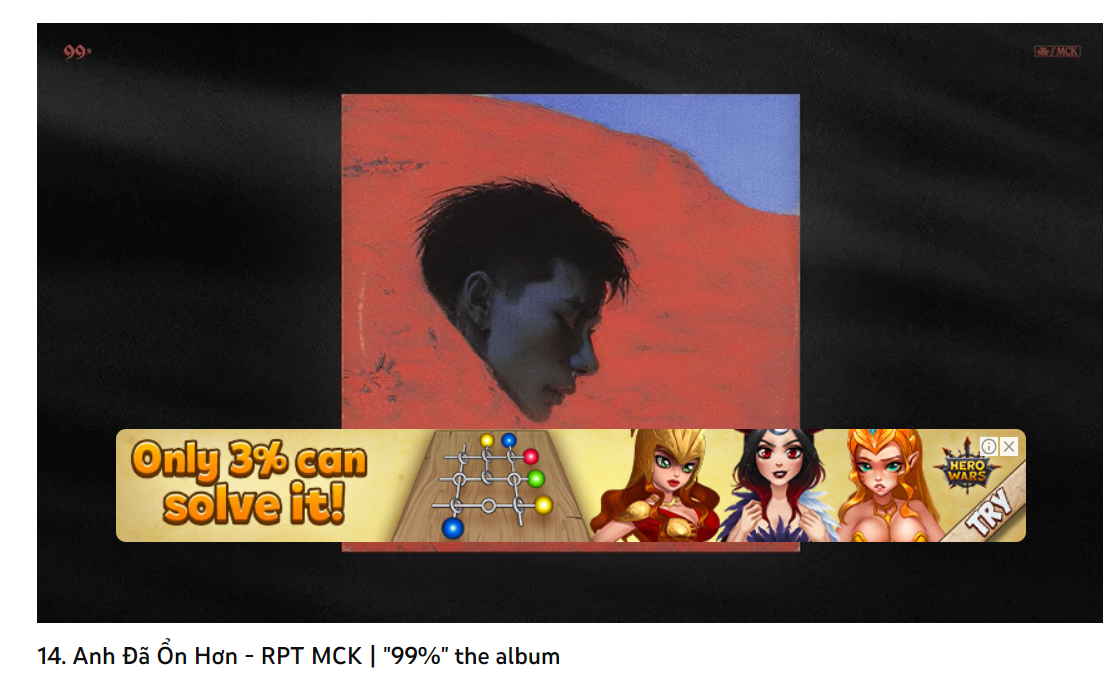 99%
/ MCK
Only 3% can
solve it!
HERO
WARS
TRY
14. Anh Đã Ổn Hơn - RPT MCK | "99%" the album